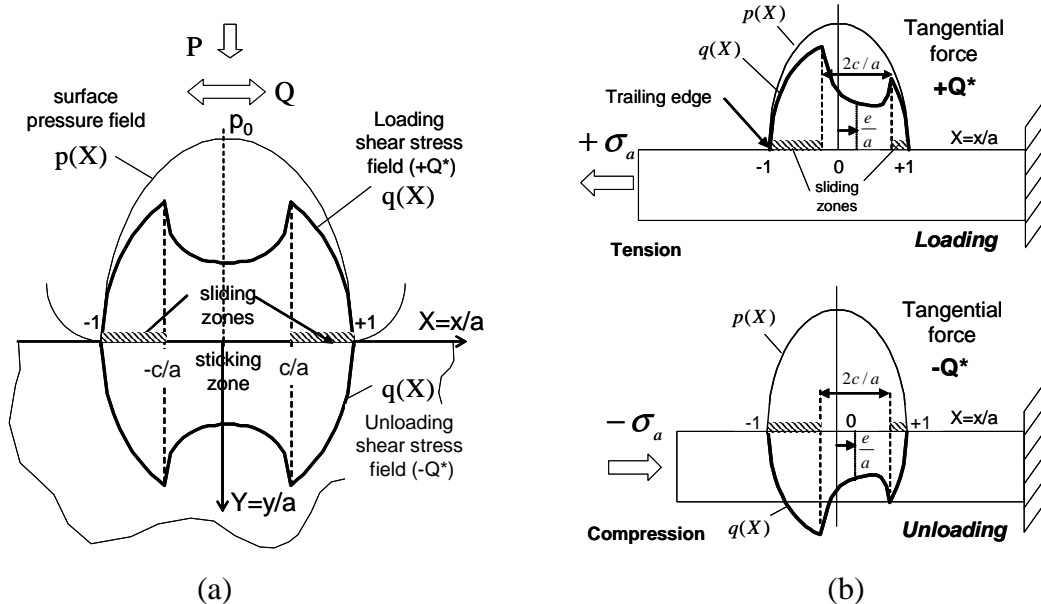 P
Q
surface
pressure field
p₀
p(X)
Loading
shear stress
field (+Q*)
q(X)
sliding
zones
-1
+1
X=x/a
-c/a
sticking
zone
c/a
q(X)
Unloading
shear stress
field (-Q*)
Y=y/a
(a)
p(X)
q(X)
Tangential
force
+Q*
2c/a
Trailing edge
e/a
X=x/a
+σₐ
-1
0
+1
sliding
zones
Tension
Loading
p(X)
Tangential
force
-Q*
2c/a
-σₐ
-1
0
+1
X=x/a
e/a
Compression
q(X)
Unloading
(b)